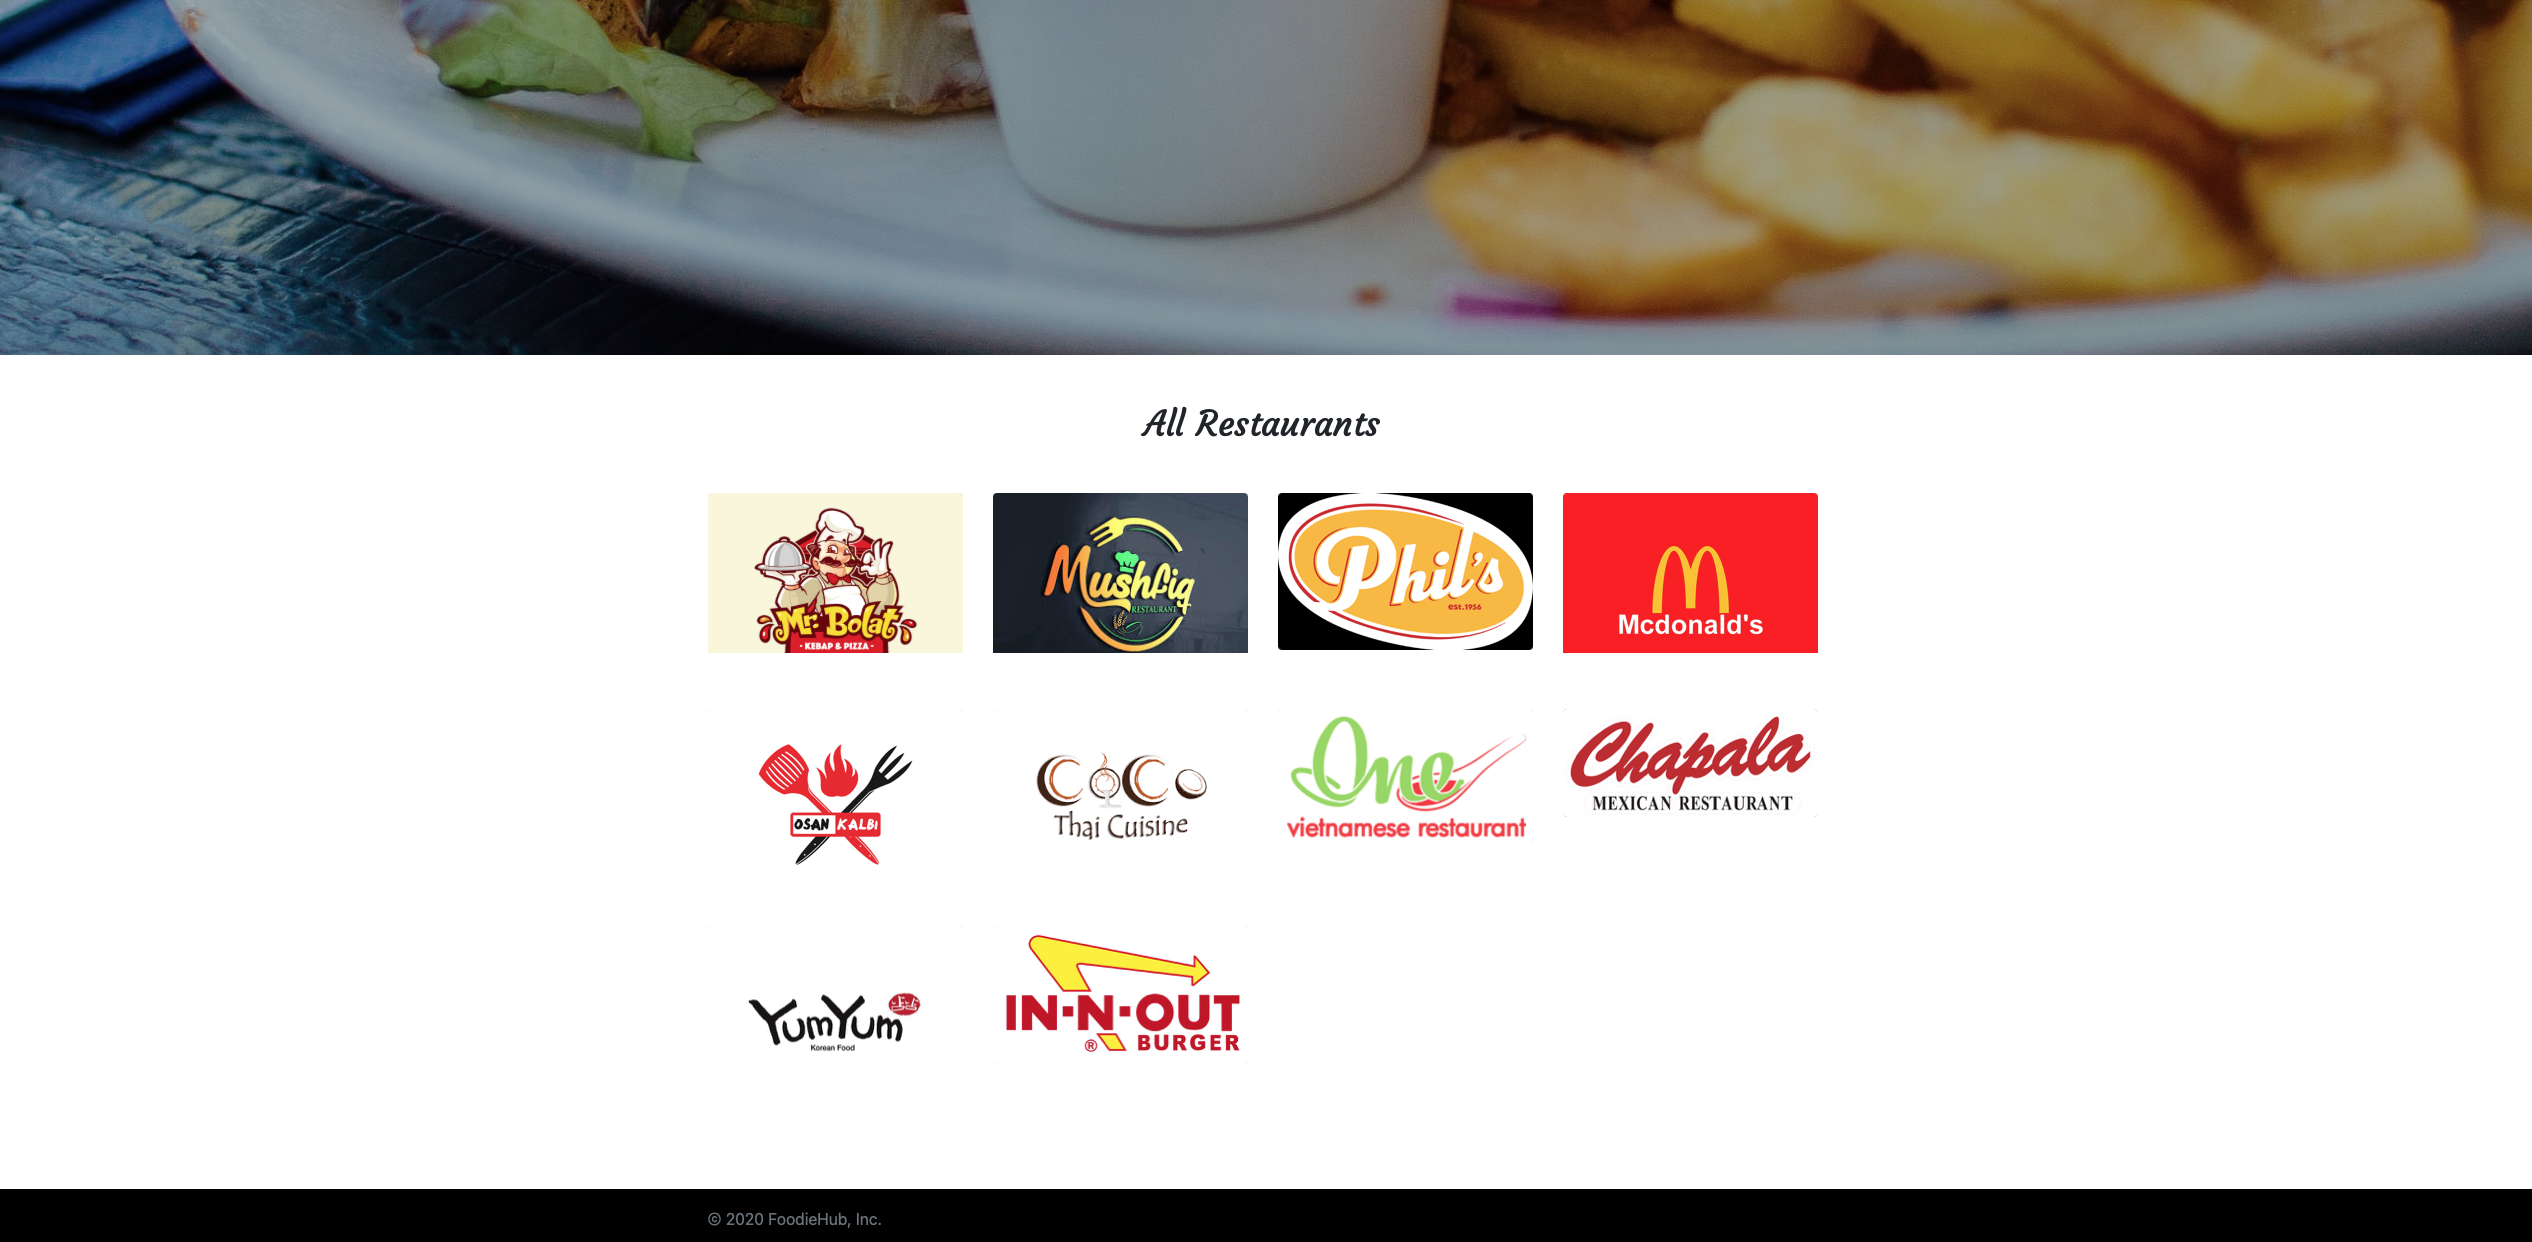 All Restaurants
Mr. Bolat
- KEBAP & PIZZA -
Mushfiq
RESTAURANT
Phil's
est.1956
Mcdonald's
OSAN KALBI
CoCo
Thai Cuisine
One
vietnamese restaurant
Chapala
MEXICAN RESTAURANT
YumYum
Korean Food
IN-N-OUT
® BURGER
© 2020 FoodieHub, Inc.